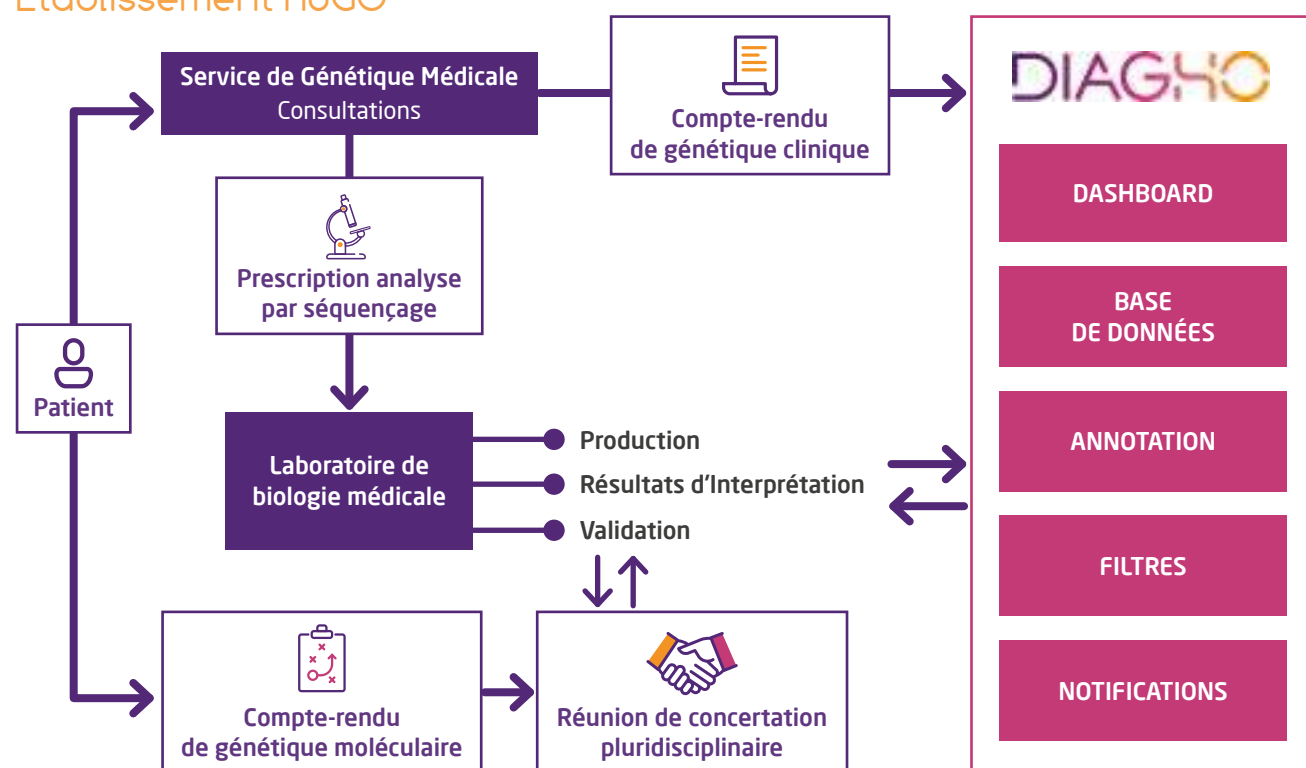 Etablissement HUGO
Service de Génétique Médicale
Consultations
Compte-rendu
de génétique clinique
Prescription analyse
par séquençage
Patient
Laboratoire de
biologie médicale
Production
Résultats d'Interprétation
Validation
Compte-rendu
de génétique moléculaire
Réunion de concertation
pluridisciplinaire
DIAGHO
DASHBOARD
BASE
DE DONNÉES
ANNOTATION
FILTRES
NOTIFICATIONS